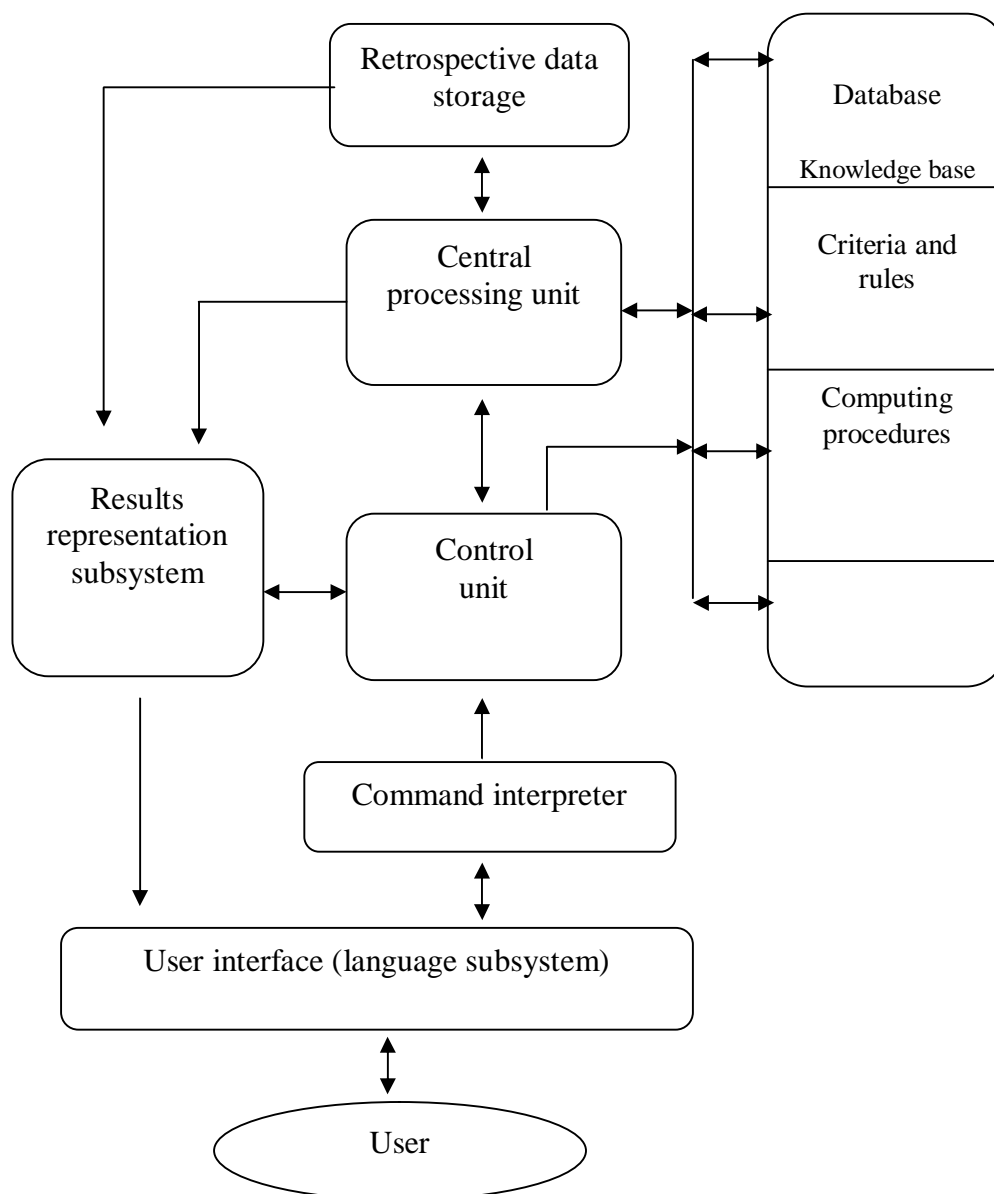 Retrospective data
storage
Database
Knowledge base
Central
processing unit
Criteria and
rules
Computing
procedures
Results
representation
subsystem
Control
unit
Command interpreter
User interface (language subsystem)
User